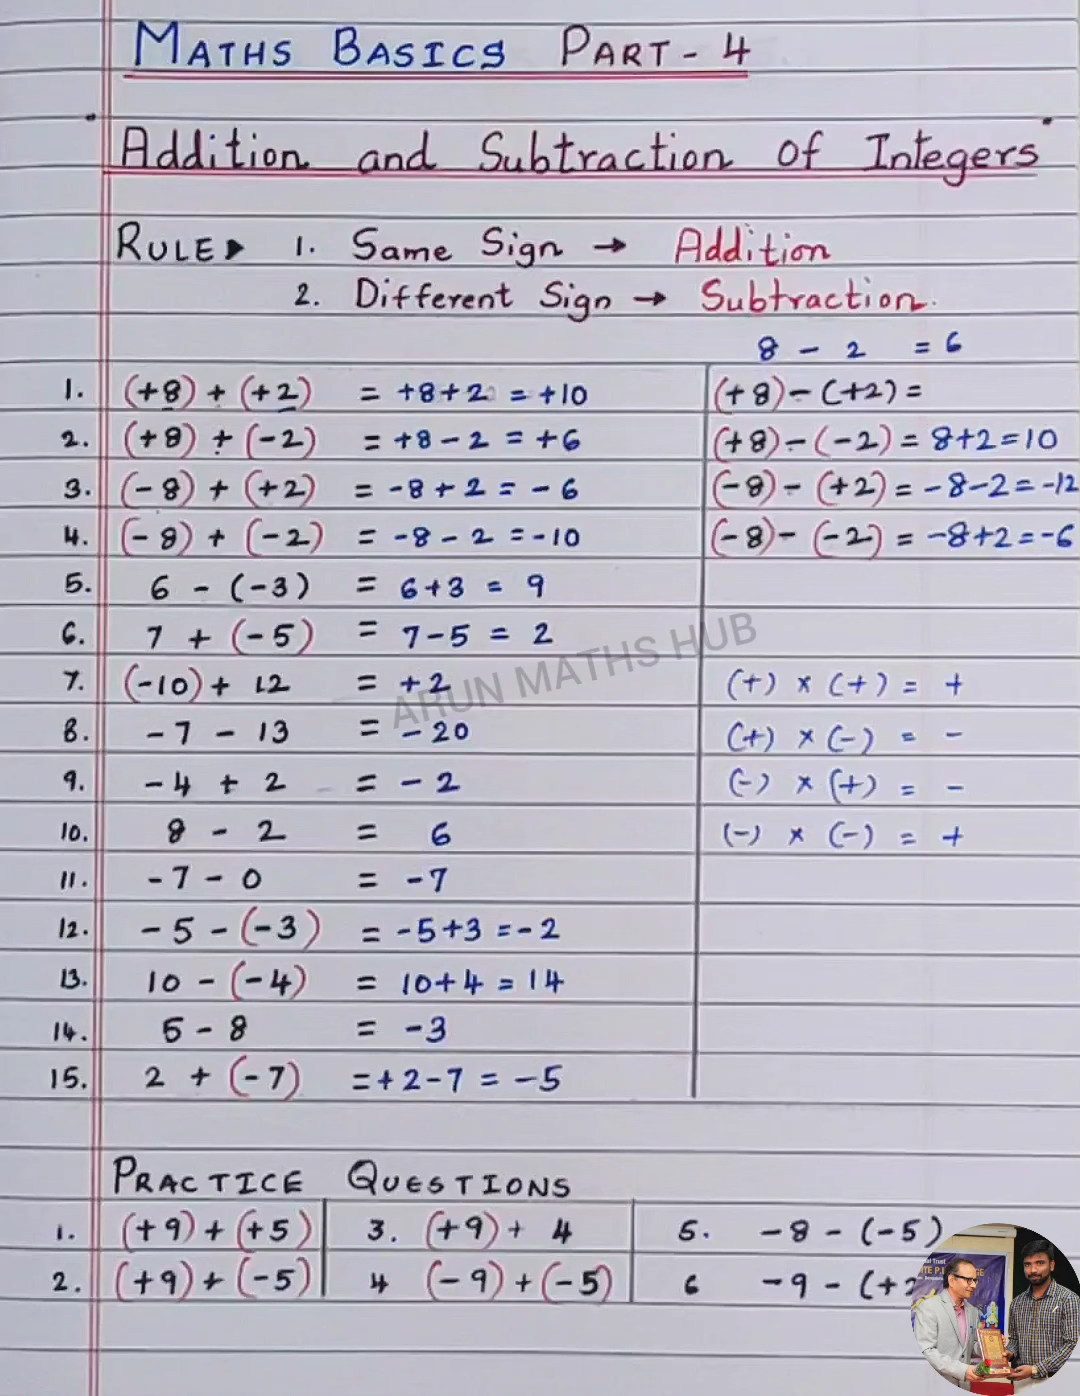 MATHS BASICS PART - 4
Addition and Subtraction of Integers
RULE▶ 1. Same Sign → Addition
2. Different Sign → Subtraction.
8 - 2 = 6
1. (+8) + (+2) = +8+2 = +10 (+8)-(+2) =
2. (+8) + (-2) = +8-2 = +6 (+8)-(-2) = 8+2=10
3. (-8) + (+2) = -8+2 = -6 (-8)-(+2) = -8-2=-12
4. (-8) + (-2) = -8-2 =-10 (-8)-(-2) = -8+2=-6
5. 6 - (-3) = 6+3 = 9
6. 7 + (-5) = 7-5 = 2
7. (-10) + 12 = +2 (+) × (+) = +
8. -7 - 13 = -20 (+) × (-) = -
9. -4 + 2 = -2 (-) × (+) = -
10. 8 - 2 = 6 (-) × (-) = +
11. -7 - 0 = -7
12. -5 - (-3) = -5+3 =-2
13. 10 - (-4) = 10+4 = 14
14. 5 - 8 = -3
15. 2 + (-7) =+2-7 = -5
ARUN MATHS HUB
PRACTICE QUESTIONS
1. (+9) + (+5) 3. (+9) + 4 5. -8 - (-5)
2. (+9) + (-5) 4 (-9) + (-5) 6 -9 - (+